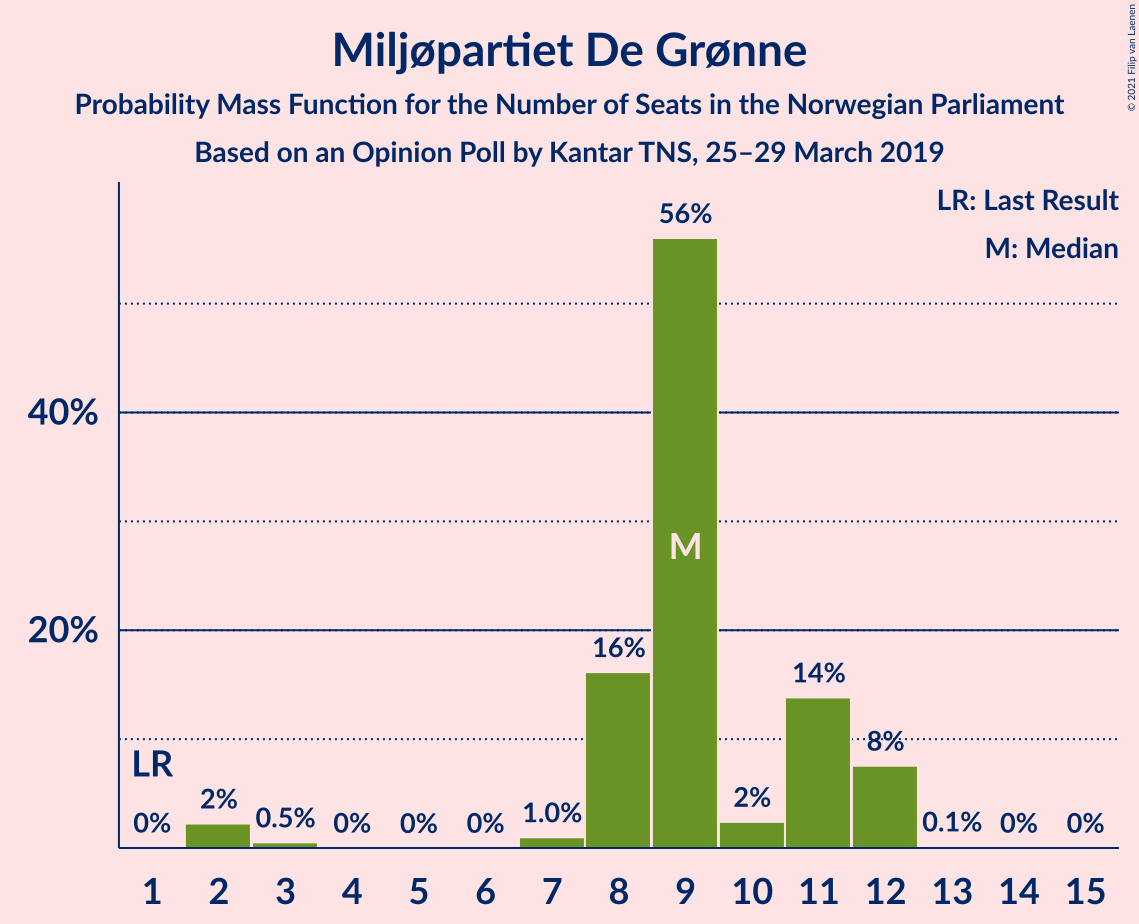 Miljøpartiet De Grønne
Probability Mass Function for the Number of Seats in the Norwegian Parliament
Based on an Opinion Poll by Kantar TNS, 25–29 March 2019
© 2021 Filip van Laenen
LR: Last Result
M: Median
40%
20%
LR
M
0% 2% 0.5% 0% 0% 0% 1.0% 16% 56% 2% 14% 8% 0.1% 0% 0%
1 2 3 4 5 6 7 8 9 10 11 12 13 14 15